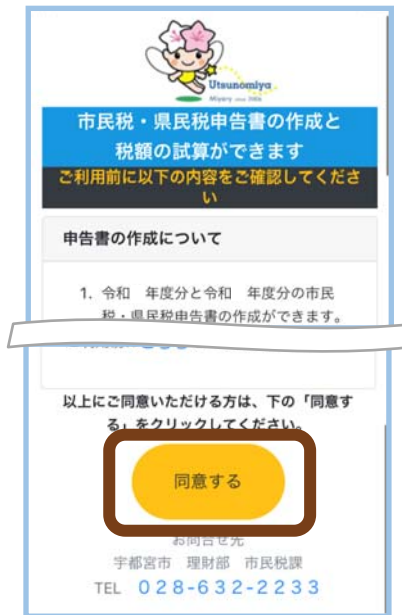 Utsunomiya
Miyary since 2006
市民税・県民税申告書の作成と
税額の試算ができます
ご利用前に以下の内容をご確認してくださ
い
申告書の作成について
1. 令和　年度分と令和　年度分の市民
税・県民税申告書の作成ができます。
以上にご同意いただける方は、下の「同意す
る」をクリックしてください。
同意する
お問合せ先
宇都宮市　理財部　市民税課
TEL　028-632-2233